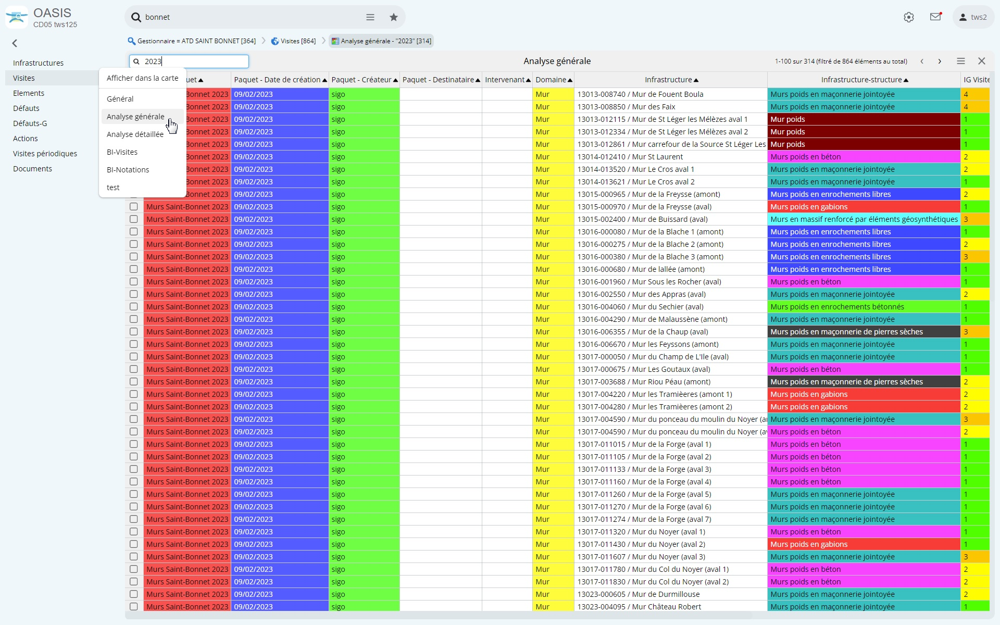 OASIS
CD05 tws125
bonnet
tws2
Gestionnaire = ATD SAINT BONNET [364] Visites [864] Analyse générale - "2023" [314]
Infrastructures
Visites
Elements
Défauts
Défauts-G
Actions
Visites périodiques
Documents
Afficher dans la carte
Général
Analyse générale
Analyse détaillée
BI-Visites
BI-Notations
test
2023 Analyse générale 1-100 sur 314 (filtré de 864 éléments au total)
uet Paquet - Date de création Paquet - Créateur Paquet - Destinataire Intervenant Domaine Infrastructure Infrastructure-structure IG Visite
Bonnet 2023 09/02/2023 sigo Mur 13013-008740 / Mur de Fouent Boula Murs poids en maçonnerie jointoyée 4
Bonnet 2023 09/02/2023 sigo Mur 13013-008850 / Mur des Faix Murs poids en maçonnerie jointoyée 4
Bonnet 2023 09/02/2023 sigo Mur 13013-012115 / Mur de St Léger les Mélèzes aval 1 Mur poids 1
Bonnet 2023 09/02/2023 sigo Mur 13013-012334 / Mur de St Léger les Mélèzes aval 2 Mur poids 1
Bonnet 2023 09/02/2023 sigo Mur 13013-012861 / Mur carrefour de la Source St Léger Les Mur poids 1
Bonnet 2023 09/02/2023 sigo Mur 13014-012410 / Mur St Laurent Murs poids en béton 2
Bonnet 2023 09/02/2023 sigo Mur 13014-013520 / Mur Le Cros aval 1 Murs poids en maçonnerie jointoyée 2
Bonnet 2023 09/02/2023 sigo Mur 13014-013621 / Mur Le Cros aval 2 Murs poids en maçonnerie jointoyée 1
Bonnet 2023 09/02/2023 sigo Mur 13015-000965 / Mur de la Freysse (amont) Murs poids en enrochements libres 2
Murs Saint-Bonnet 2023 09/02/2023 sigo Mur 13015-000970 / Mur de la Freysse (aval) Murs poids en gabions 1
Murs Saint-Bonnet 2023 09/02/2023 sigo Mur 13015-002400 / Mur de Buissard (aval) Murs en massif renforcé par éléments géosynthétiques 3
Murs Saint-Bonnet 2023 09/02/2023 sigo Mur 13016-000080 / Mur de la Blache 1 (amont) Murs poids en enrochements libres 1
Murs Saint-Bonnet 2023 09/02/2023 sigo Mur 13016-000275 / Mur de la Blache 2 (amont) Murs poids en enrochements libres 2
Murs Saint-Bonnet 2023 09/02/2023 sigo Mur 13016-000380 / Mur de la Blache 3 (amont) Murs poids en enrochements libres 3
Murs Saint-Bonnet 2023 09/02/2023 sigo Mur 13016-000680 / Mur de lallée (amont) Murs poids en enrochements libres 1
Murs Saint-Bonnet 2023 09/02/2023 sigo Mur 13016-001960 / Mur Sous les Rocher (aval) Murs poids en béton 1
Murs Saint-Bonnet 2023 09/02/2023 sigo Mur 13016-002550 / Mur des Appras (aval) Murs poids en maçonnerie jointoyée 2
Murs Saint-Bonnet 2023 09/02/2023 sigo Mur 13016-004060 / Mur du Sechier (aval) Murs poids en enrochements bétonnés 1
Murs Saint-Bonnet 2023 09/02/2023 sigo Mur 13016-004290 / Mur de Malaussène (amont) Murs poids en maçonnerie jointoyée 1
Murs Saint-Bonnet 2023 09/02/2023 sigo Mur 13016-006355 / Mur de la Chaup (aval) Murs poids en maçonnerie de pierres sèches 3
Murs Saint-Bonnet 2023 09/02/2023 sigo Mur 13016-006670 / Mur les Feyssons (amont) Murs poids en maçonnerie jointoyée 1
Murs Saint-Bonnet 2023 09/02/2023 sigo Mur 13017-000050 / Mur du Champ de L'Ile (aval) Murs poids en maçonnerie jointoyée 1
Murs Saint-Bonnet 2023 09/02/2023 sigo Mur 13017-000675 / Mur Les Goutaux (aval) Murs poids en béton 1
Murs Saint-Bonnet 2023 09/02/2023 sigo Mur 13017-003688 / Mur Riou Péau (amont) Murs poids en maçonnerie de pierres sèches 2
Murs Saint-Bonnet 2023 09/02/2023 sigo Mur 13017-004220 / Mur les Tramièeres (amont 1) Murs poids en gabions 2
Murs Saint-Bonnet 2023 09/02/2023 sigo Mur 13017-004280 / Mur les Tramièeres (amont 2) Murs poids en gabions 2
Murs Saint-Bonnet 2023 09/02/2023 sigo Mur 13017-004590 / Mur du ponceau du moulin du Noyer (a Murs poids en maçonnerie jointoyée 3
Murs Saint-Bonnet 2023 09/02/2023 sigo Mur 13017-004590 / Mur du ponceau du moulin du Noyer (a Murs poids en béton 2
Murs Saint-Bonnet 2023 09/02/2023 sigo Mur 13017-011015 / Mur de la Forge (aval 1) Murs poids en béton 1
Murs Saint-Bonnet 2023 09/02/2023 sigo Mur 13017-011105 / Mur de la Forge (aval 2) Murs poids en béton 1
Murs Saint-Bonnet 2023 09/02/2023 sigo Mur 13017-011133 / Mur de la Forge (aval 3) Murs poids en béton 1
Murs Saint-Bonnet 2023 09/02/2023 sigo Mur 13017-011160 / Mur de la Forge (aval 4) Murs poids en béton 1
Murs Saint-Bonnet 2023 09/02/2023 sigo Mur 13017-011260 / Mur de la Forge (aval 5) Murs poids en maçonnerie jointoyée 1
Murs Saint-Bonnet 2023 09/02/2023 sigo Mur 13017-011270 / Mur de la Forge (aval 6) Murs poids en maçonnerie jointoyée 1
Murs Saint-Bonnet 2023 09/02/2023 sigo Mur 13017-011274 / Mur de la Forge (aval 7) Murs poids en maçonnerie jointoyée 1
Murs Saint-Bonnet 2023 09/02/2023 sigo Mur 13017-011320 / Mur du Noyer (aval 1) Murs poids en béton 1
Murs Saint-Bonnet 2023 09/02/2023 sigo Mur 13017-011430 / Mur du Noyer (aval 2) Murs poids en gabions 1
Murs Saint-Bonnet 2023 09/02/2023 sigo Mur 13017-011607 / Mur du Noyer (aval 3) Murs poids en maçonnerie jointoyée 3
Murs Saint-Bonnet 2023 09/02/2023 sigo Mur 13017-011780 / Mur du Col du Noyer (aval 1) Murs poids en béton 2
Murs Saint-Bonnet 2023 09/02/2023 sigo Mur 13017-011830 / Mur du Col du Noyer (aval 2) Murs poids en béton 2
Murs Saint-Bonnet 2023 09/02/2023 sigo Mur 13023-000605 / Mur de Durmillouse Murs poids en maçonnerie jointoyée 2
Murs Saint-Bonnet 2023 09/02/2023 sigo Mur 13023-004095 / Mur Château Robert Murs poids en maçonnerie jointoyée 1